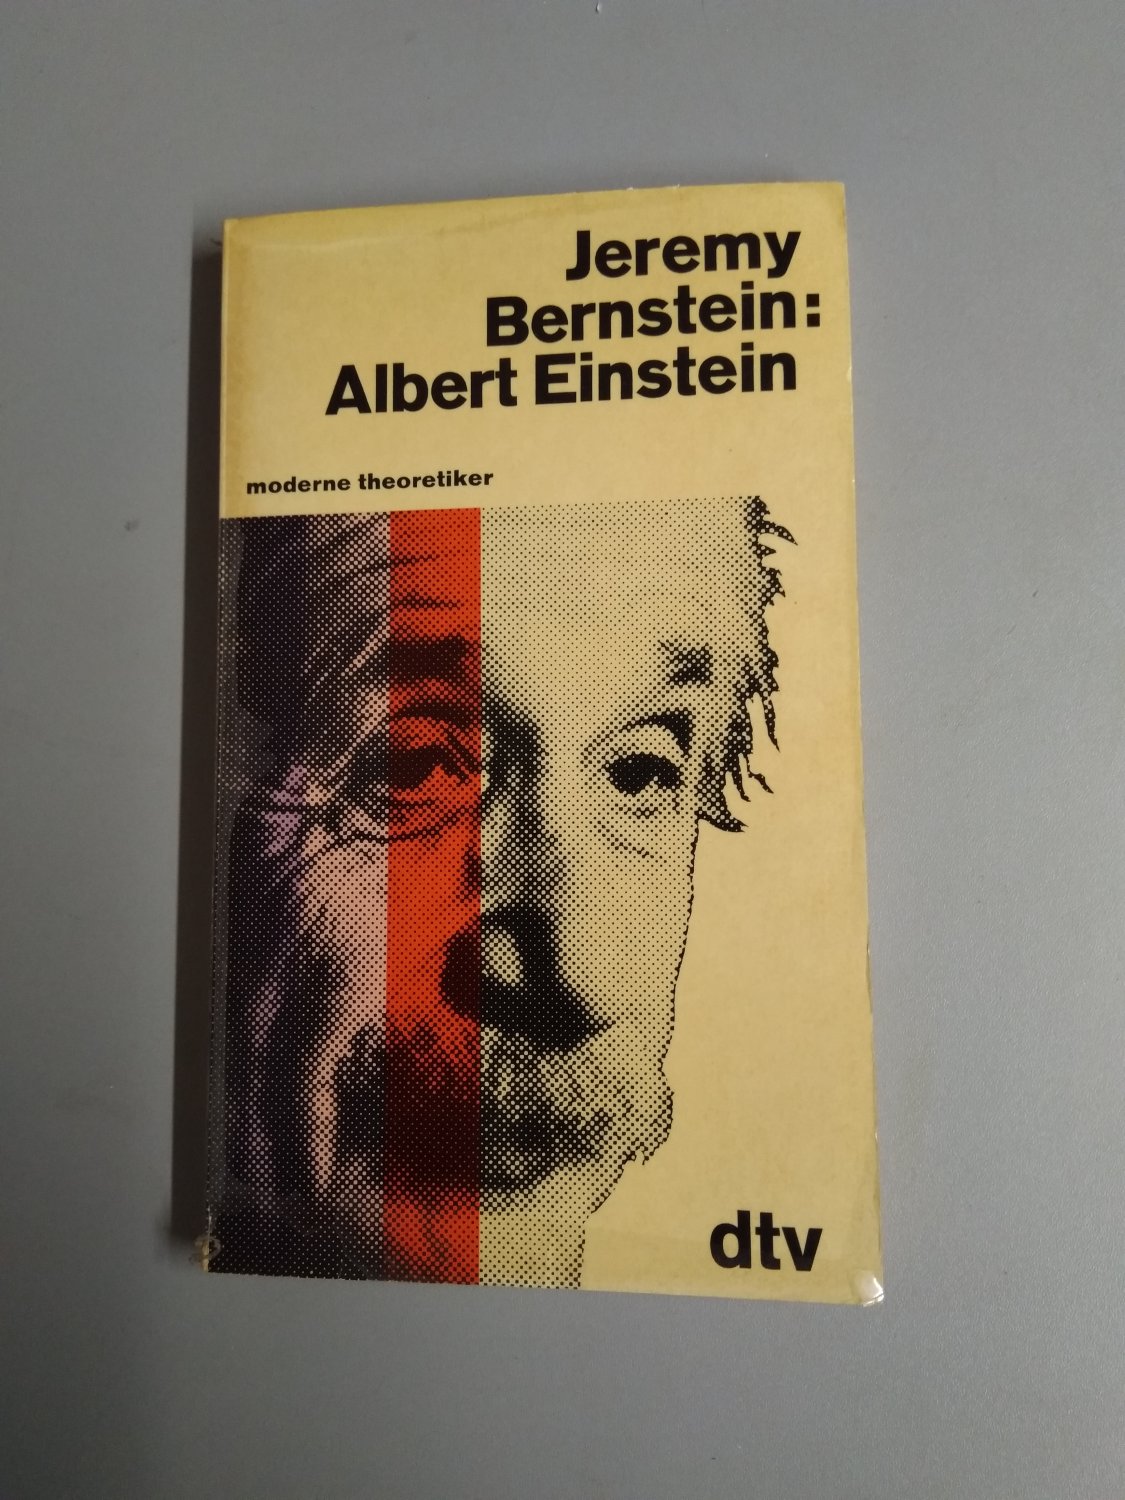 Jeremy
Bernstein:
Albert Einstein
moderne theoretiker
dtv